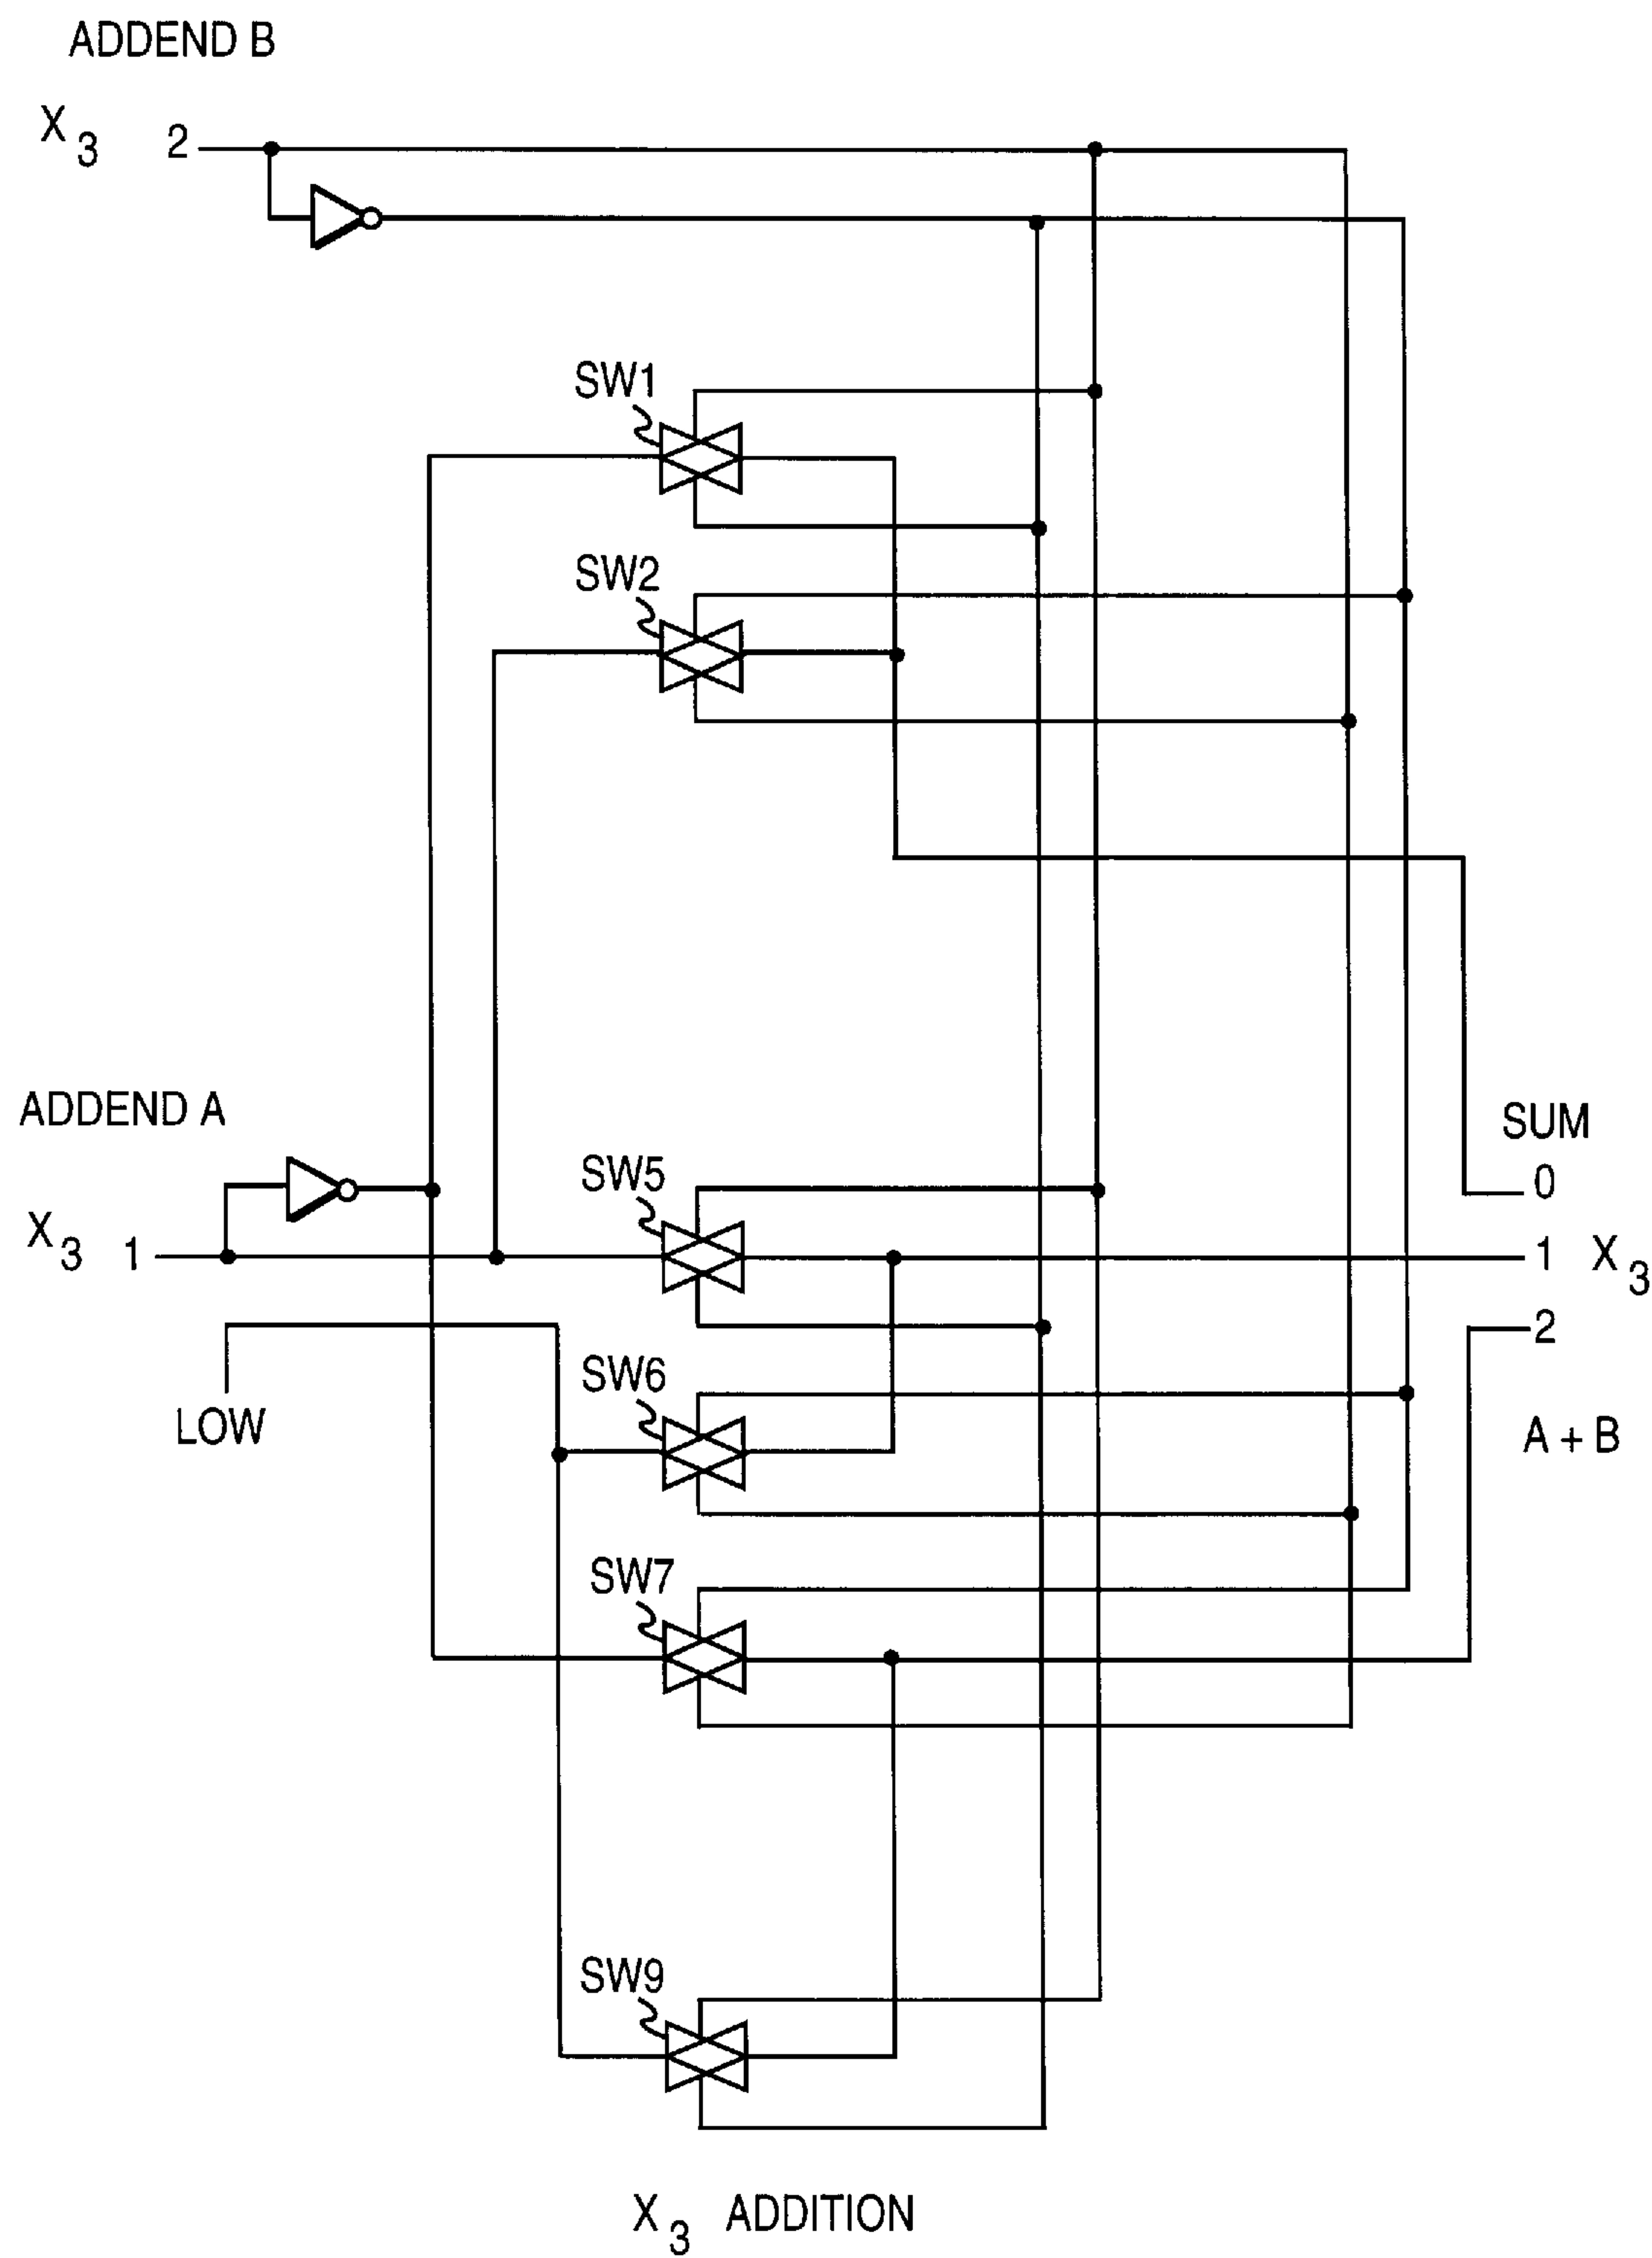 ADDEND B
X3 2
SW1
SW2
ADDEND A
SUM
SW5
0
X3 1
1 X3
2
LOW
SW6
A + B
SW7
SW9
X3 ADDITION